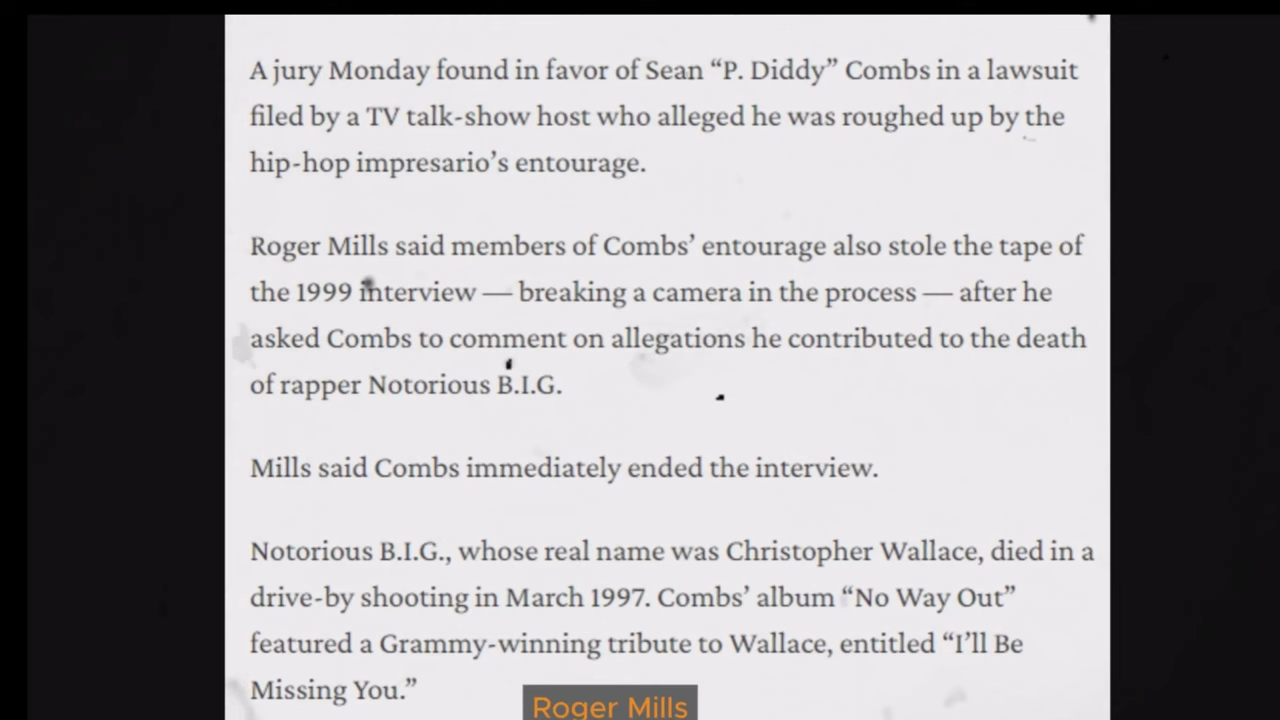 A jury Monday found in favor of Sean “P. Diddy” Combs in a lawsuit
filed by a TV talk-show host who alleged he was roughed up by the
hip-hop impresario’s entourage.
Roger Mills said members of Combs’ entourage also stole the tape of
the 1999 interview — breaking a camera in the process — after he
asked Combs to comment on allegations he contributed to the death
of rapper Notorious B.I.G.
Mills said Combs immediately ended the interview.
Notorious B.I.G., whose real name was Christopher Wallace, died in a
drive-by shooting in March 1997. Combs’ album “No Way Out”
featured a Grammy-winning tribute to Wallace, entitled “I’ll Be
Missing You.”
Roger Mills